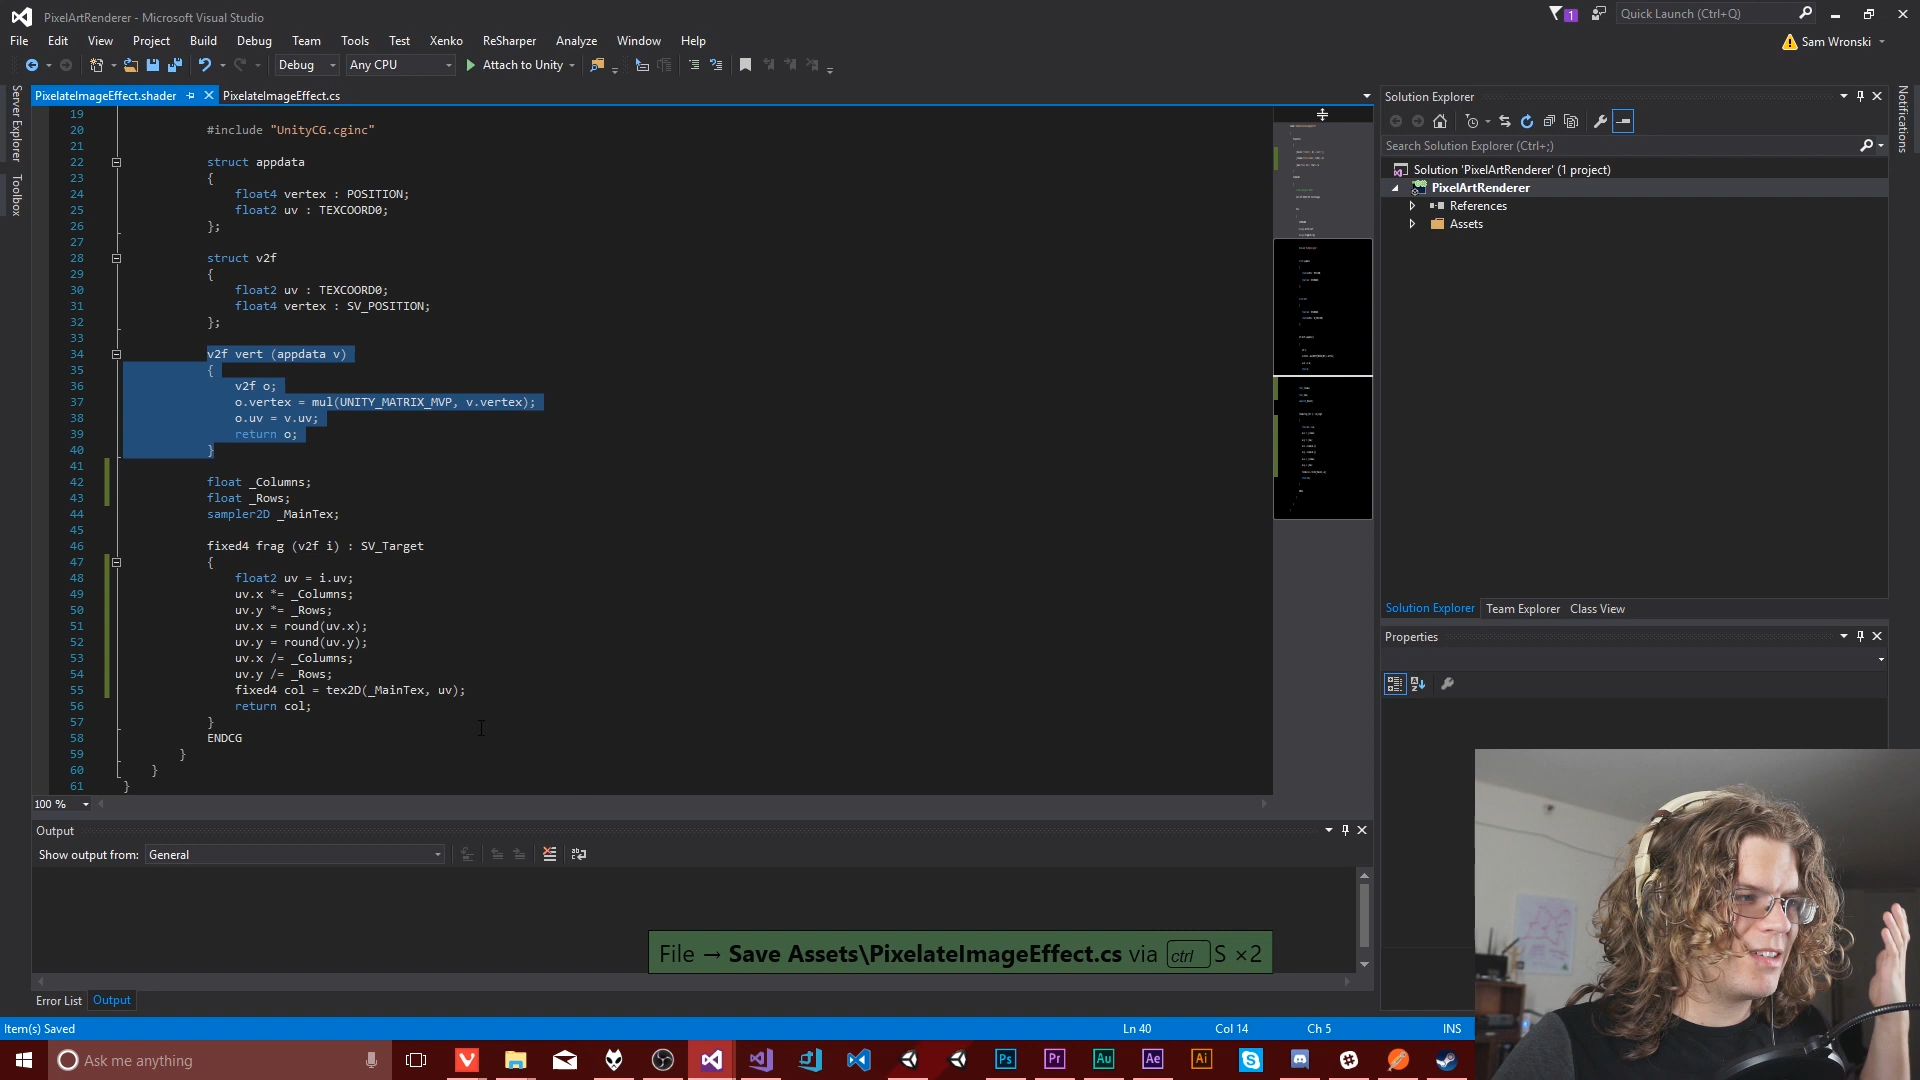 PixelArtRenderer - Microsoft Visual Studio
1
Quick Launch (Ctrl+Q)
File Edit View Project Build Debug Team Tools Test Xenko ReSharper Analyze Window Help
Sam Wronski
Debug Any CPU Attach to Unity
Server Explorer
Toolbox
PixelateImageEffect.shader PixelateImageEffect.cs
19
20 #include "UnityCG.cginc"
21
22 struct appdata
23 {
24 float4 vertex : POSITION;
25 float2 uv : TEXCOORD0;
26 };
27
28 struct v2f
29 {
30 float2 uv : TEXCOORD0;
31 float4 vertex : SV_POSITION;
32 };
33
34 v2f vert (appdata v)
35 {
36 v2f o;
37 o.vertex = mul(UNITY_MATRIX_MVP, v.vertex);
38 o.uv = v.uv;
39 return o;
40 }
41
42 float _Columns;
43 float _Rows;
44 sampler2D _MainTex;
45
46 fixed4 frag (v2f i) : SV_Target
47 {
48 float2 uv = i.uv;
49 uv.x *= _Columns;
50 uv.y *= _Rows;
51 uv.x = round(uv.x);
52 uv.y = round(uv.y);
53 uv.x /= _Columns;
54 uv.y /= _Rows;
55 fixed4 col = tex2D(_MainTex, uv);
56 return col;
57 }
58 ENDCG
59 }
60 }
61 }
100 %
Output
Show output from: General
File → Save Assets\PixelateImageEffect.cs via ctrl S ×2
Error List Output
Solution Explorer
Search Solution Explorer (Ctrl+;)
Solution 'PixelArtRenderer' (1 project)
PixelArtRenderer
References
Assets
Solution Explorer Team Explorer Class View
Properties
Notifications
Item(s) Saved Ln 40 Col 14 Ch 5 INS
Ask me anything
Ps Pr Au Ae Ai